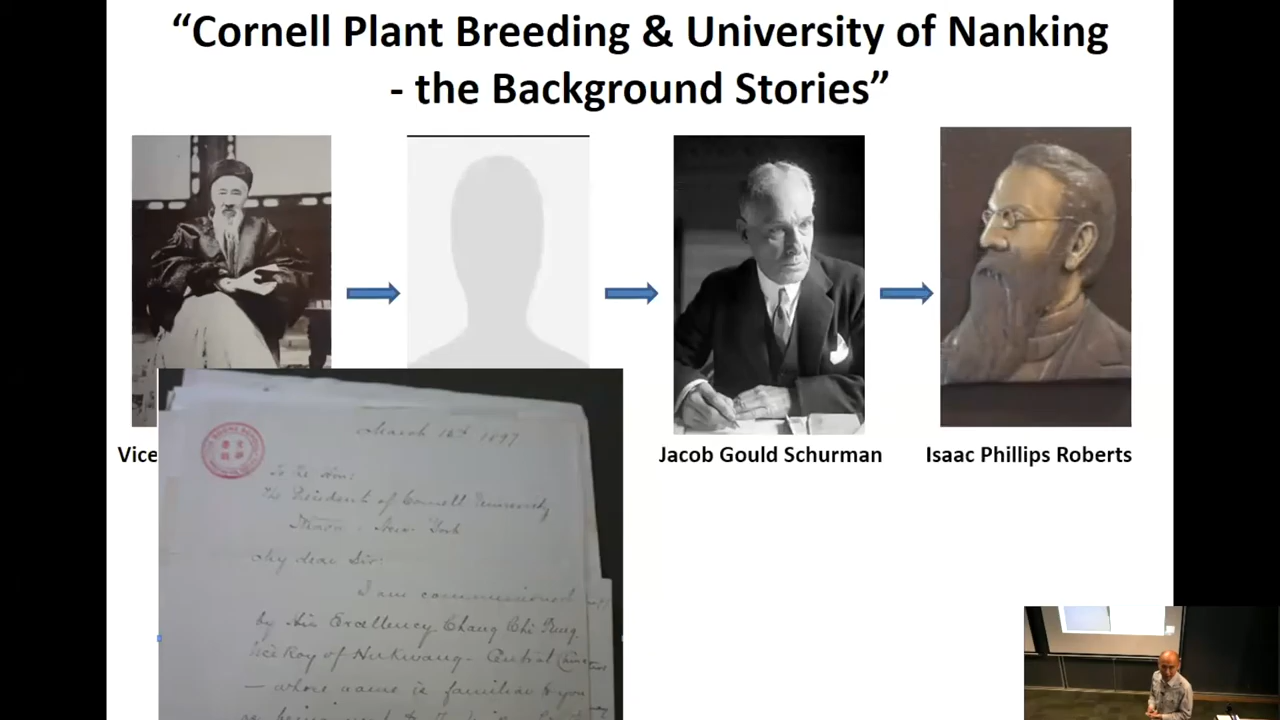 “Cornell Plant Breeding & University of Nanking
- the Background Stories”
Vice
Jacob Gould Schurman
Isaac Phillips Roberts
March 1897
To the Hon:
The President of Cornell University
New York
My dear Sir:
I am commissioned
by His Excellency Chang Chi Tung,
Vice Roy of Hukwang - Central China
— whose name is familiar to you